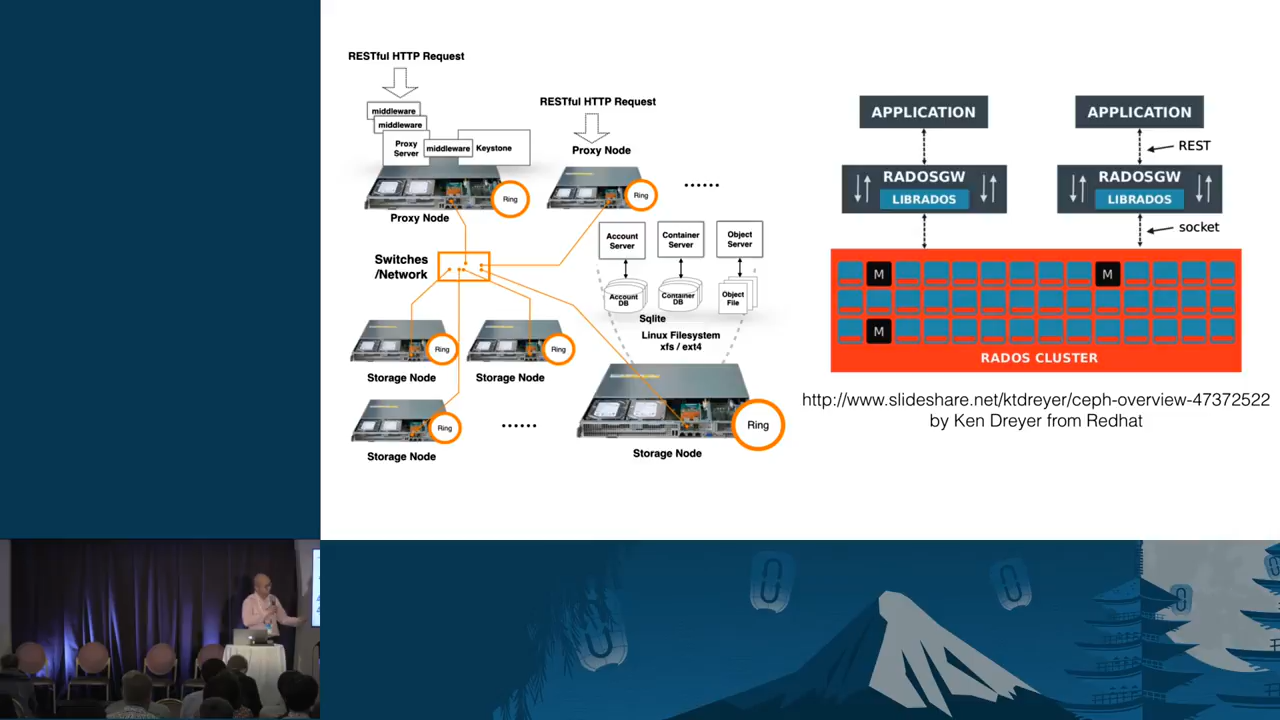 RESTful HTTP Request
middleware
middleware
Proxy
Server
middleware
Keystone
Ring
Proxy Node
RESTful HTTP Request
Proxy Node
Ring
......
Switches
/Network
Account
Server
Container
Server
Object
Server
Account
DB
Container
DB
Object
File
Sqlite
Linux Filesystem
xfs / ext4
Ring
Storage Node
Ring
Storage Node
Ring
Storage Node
......
Ring
Storage Node
APPLICATION
APPLICATION
REST
RADOSGW
LIBRADOS
RADOSGW
LIBRADOS
socket
M
M
M
RADOS CLUSTER
http://www.slideshare.net/ktdreyer/ceph-overview-47372522
by Ken Dreyer from Redhat